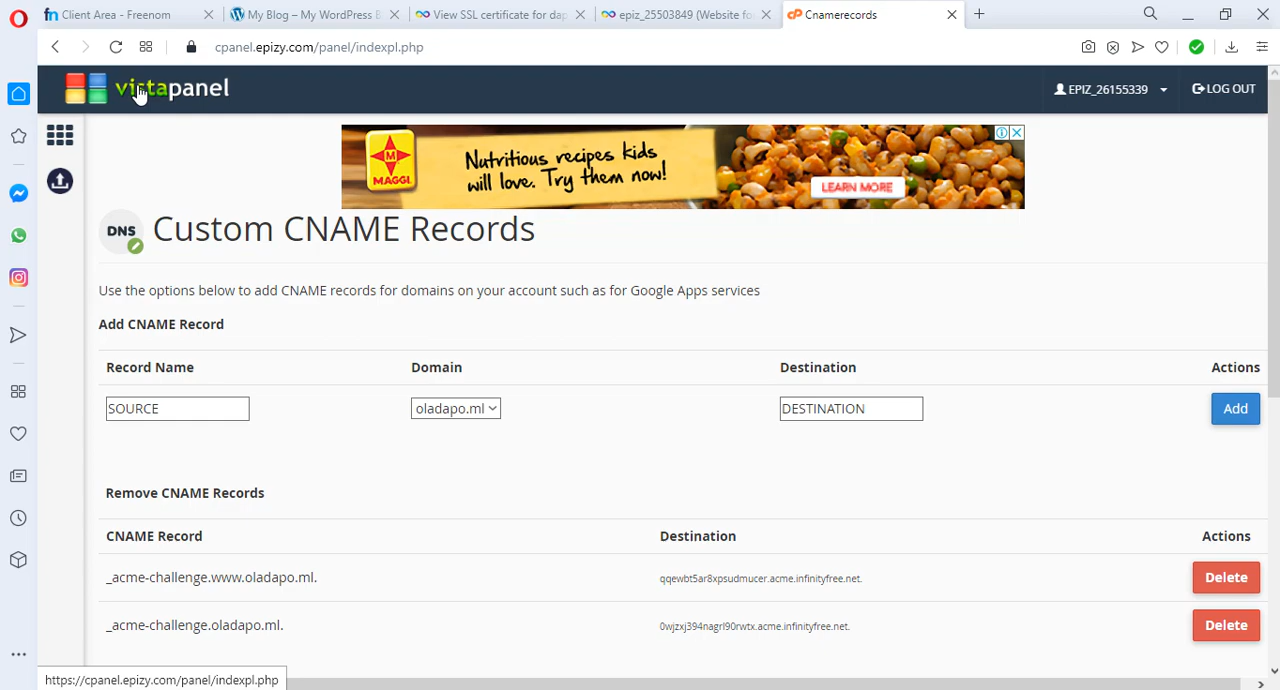 Client Area - Freenom
My Blog – My WordPress B
View SSL certificate for dap
epiz_25503849 (Website fo
Cnamerecords
cpanel.epizy.com/panel/indexpl.php
vistapanel
EPIZ_26155339
LOG OUT
MAGGI
Nutritious recipes kids
will love. Try them now!
LEARN MORE
DNS
Custom CNAME Records
Use the options below to add CNAME records for domains on your account such as for Google Apps services
Add CNAME Record
Record Name Domain Destination Actions
SOURCE oladapo.ml DESTINATION Add
Remove CNAME Records
CNAME Record Destination Actions
_acme-challenge.www.oladapo.ml. qqewbt5ar8xpsudmucer.acme.infinityfree.net. Delete
_acme-challenge.oladapo.ml. 0wjzxj394nagrl90rwtx.acme.infinityfree.net. Delete
https://cpanel.epizy.com/panel/indexpl.php